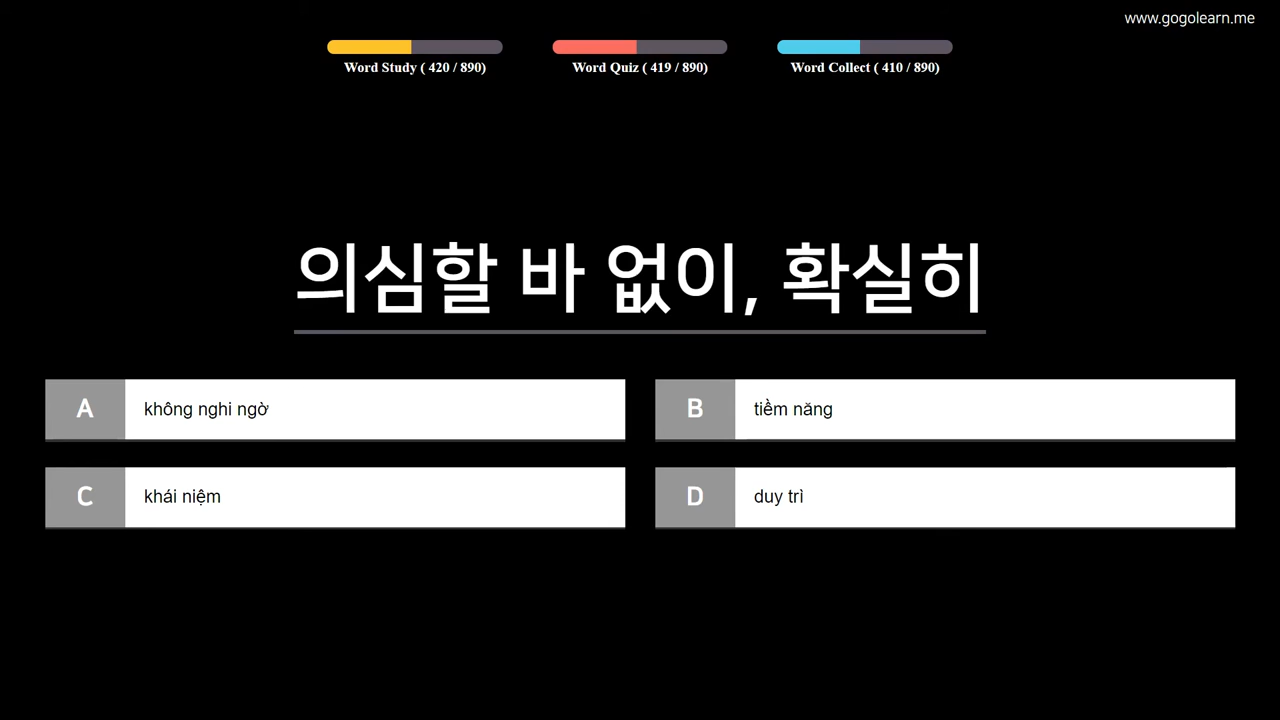 www.gogolearn.me
Word Study ( 420 / 890)
Word Quiz ( 419 / 890)
Word Collect ( 410 / 890)
의심할 바 없이, 확실히
A không nghi ngờ
B tiềm năng
C khái niệm
D duy trì